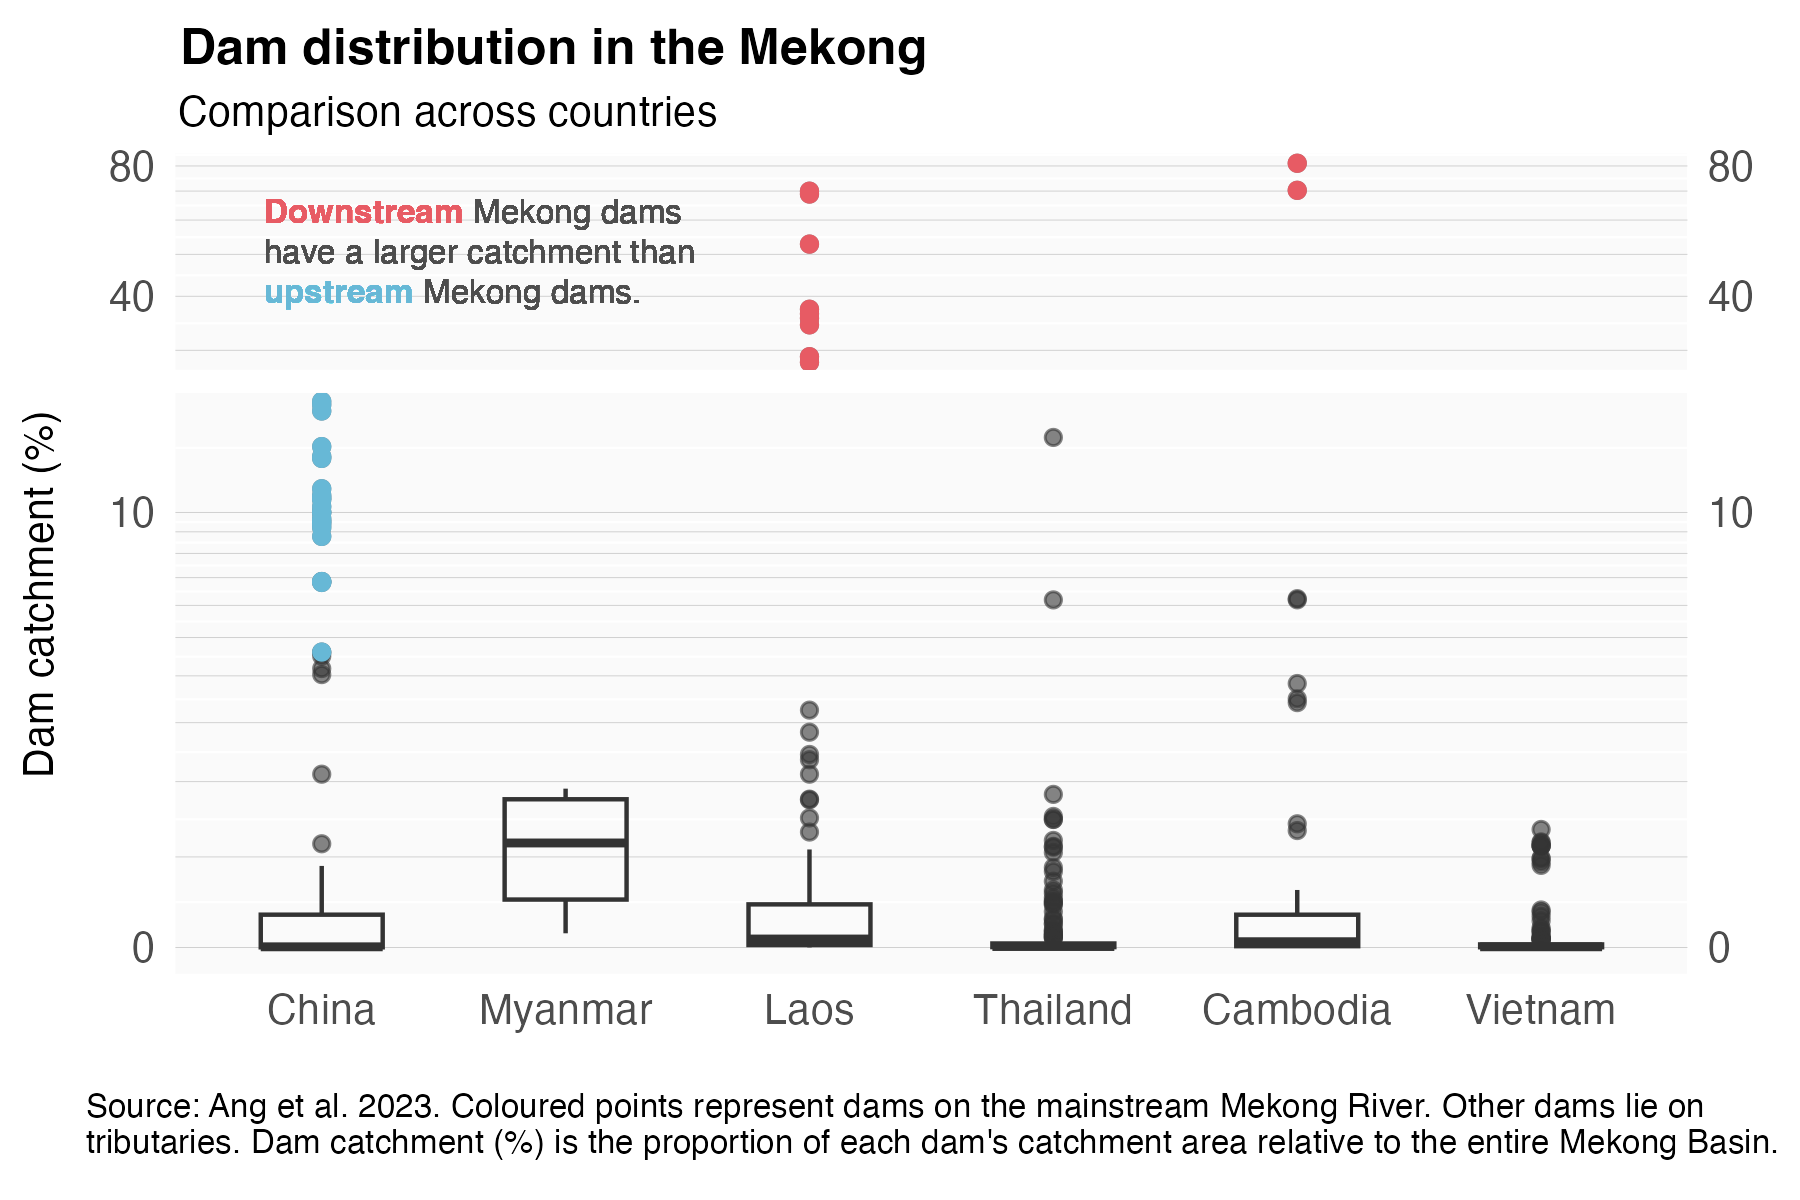 Dam distribution in the Mekong
Comparison across countries
80
80
Downstream Mekong dams
have a larger catchment than
upstream Mekong dams.
40
40
Dam catchment (%)
10
10
0
0
China
Myanmar
Laos
Thailand
Cambodia
Vietnam
Source: Ang et al. 2023. Coloured points represent dams on the mainstream Mekong River. Other dams lie on
tributaries. Dam catchment (%) is the proportion of each dam's catchment area relative to the entire Mekong Basin.